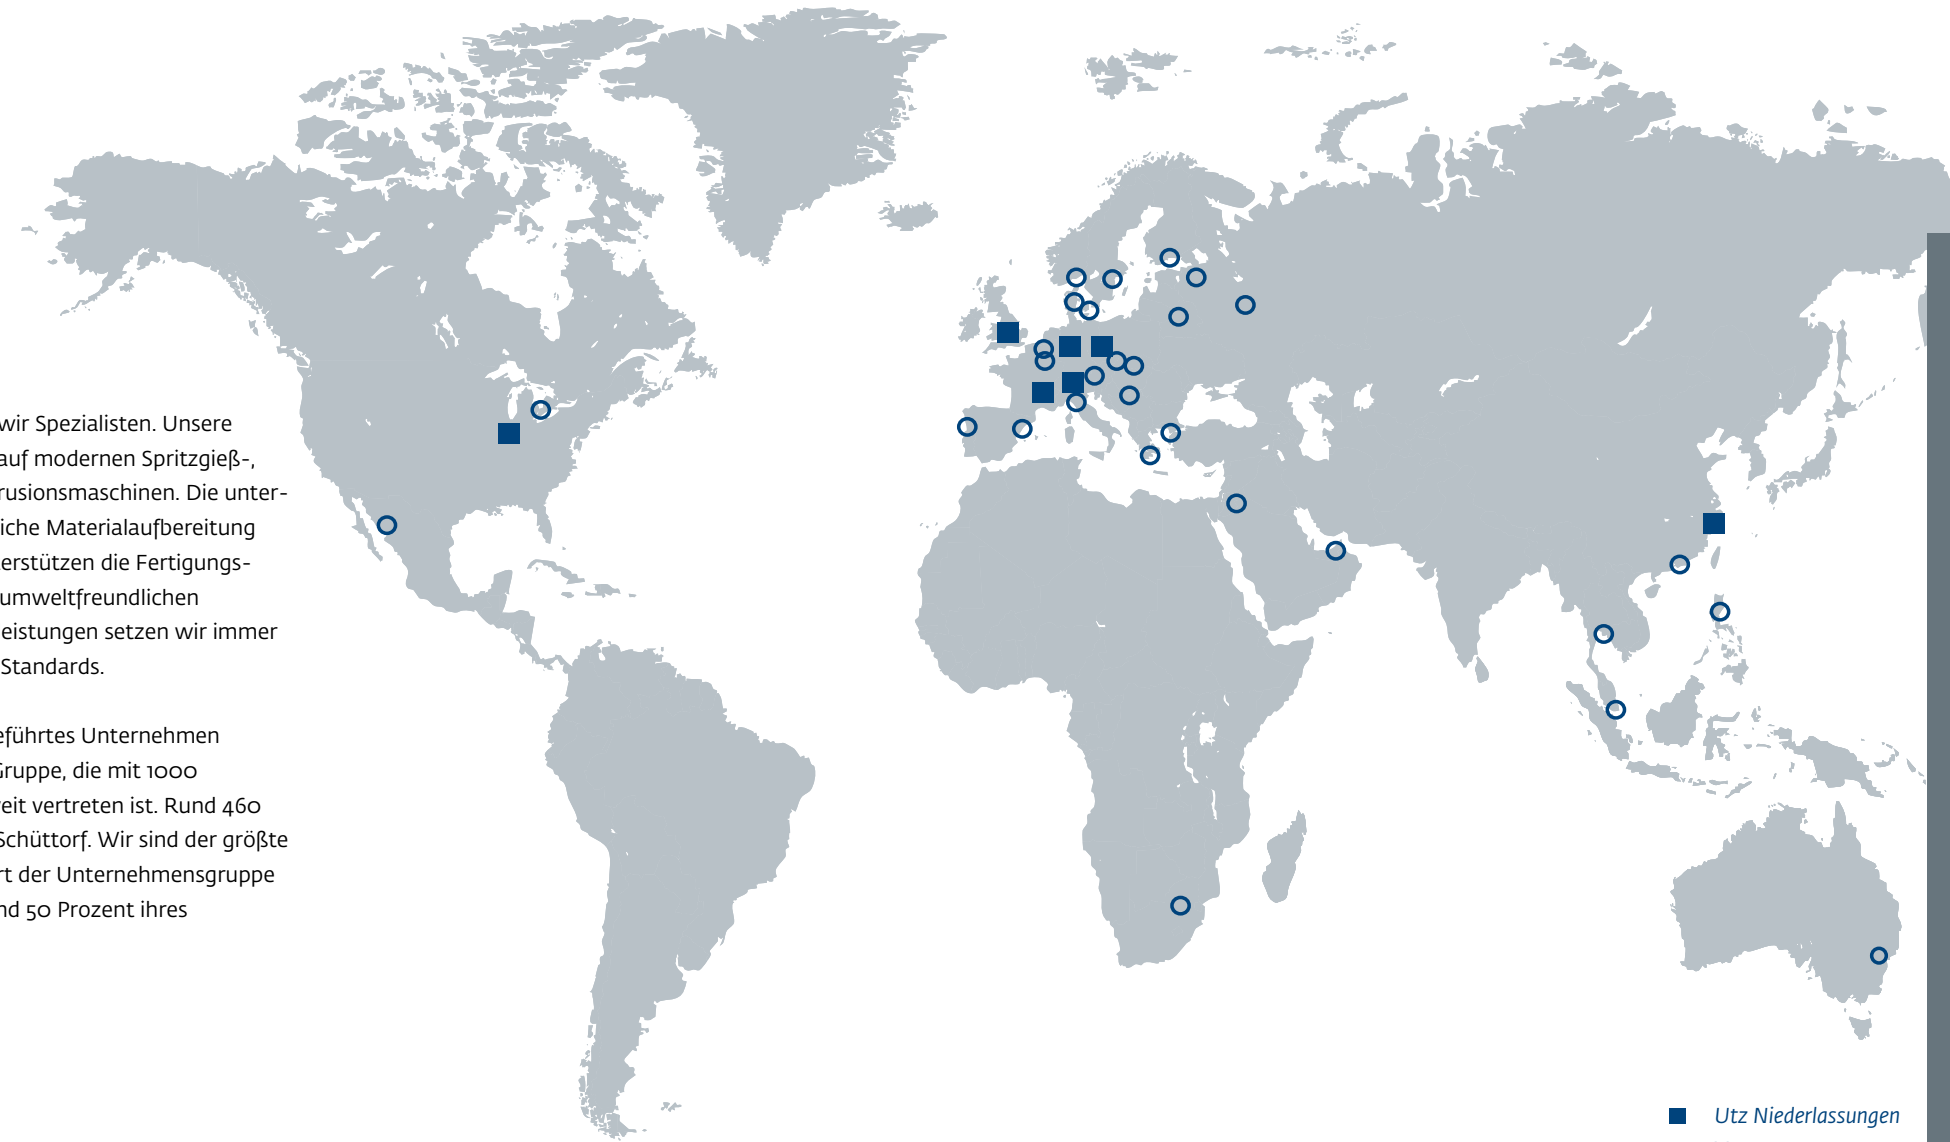 wir Spezialisten. Unsere
auf modernen Spritzgieß-,
rusionsmaschinen. Die unter-
iche Materialaufbereitung
erstützen die Fertigungs-
umweltfreundlichen
eistungen setzen wir immer
Standards.
eführtes Unternehmen
Gruppe, die mit 1000
eit vertreten ist. Rund 460
Schüttorf. Wir sind der größte
rt der Unternehmensgruppe
nd 50 Prozent ihres
Utz Niederlassungen